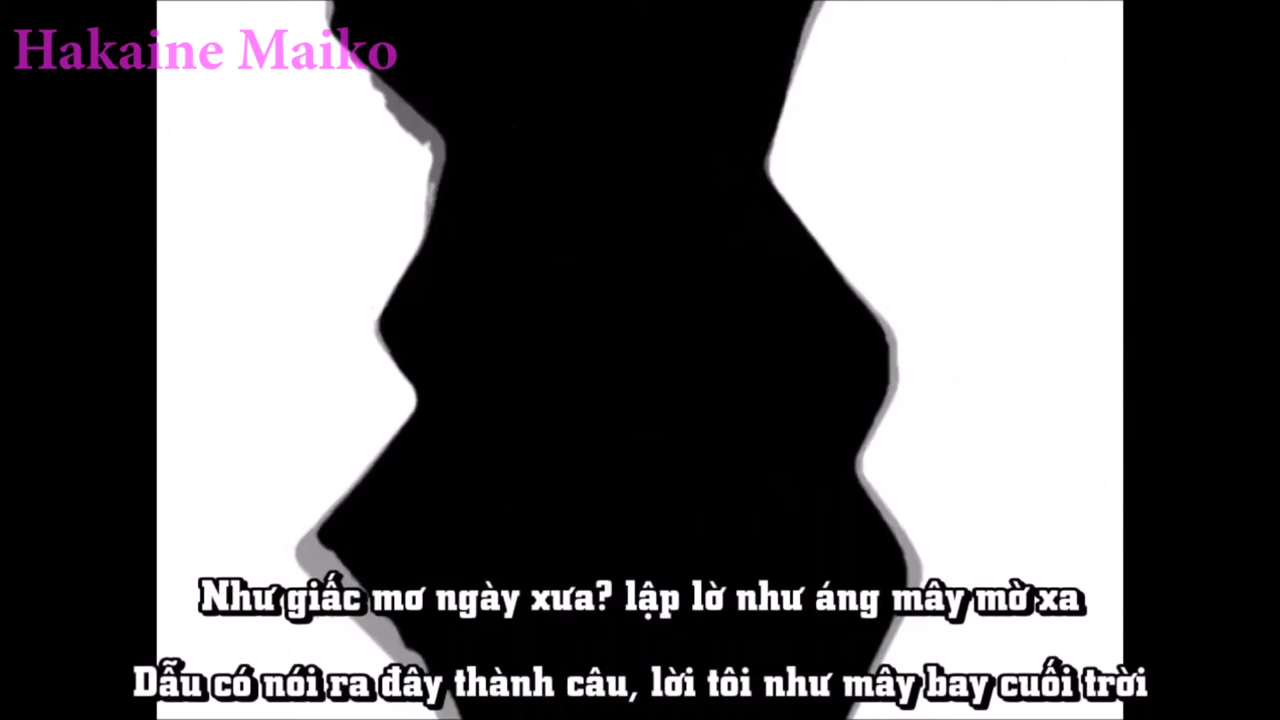 Hakaine Maiko
Như giấc mơ ngày xưa? lập lờ như áng mây mờ xa
Dẫu có nói ra đây thành câu, lời tôi như mây bay cuối trời